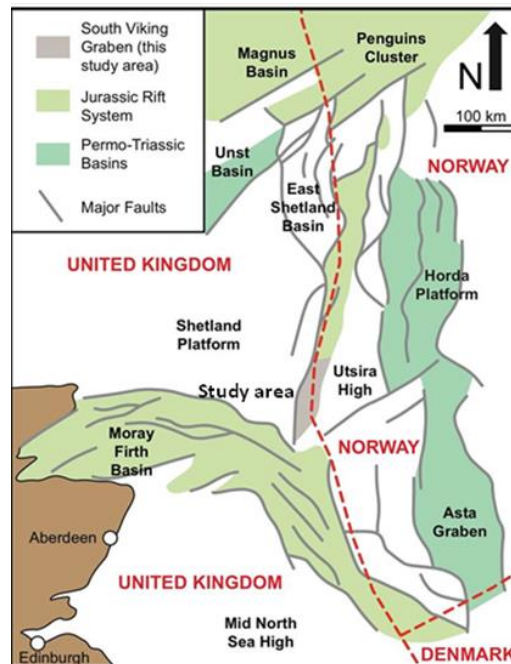 South Viking
Graben (this
study area)
Jurassic Rift
System
Permo-Triassic
Basins
Major Faults
Magnus
Basin
Penguins
Cluster
N
100 km
Unst
Basin
NORWAY
East
Shetland
Basin
UNITED KINGDOM
Horda
Platform
Shetland
Platform
Utsira
High
Study area
Moray
Firth
Basin
NORWAY
Asta
Graben
Aberdeen
UNITED KINGDOM
Mid North
Sea High
Edinburgh
DENMARK